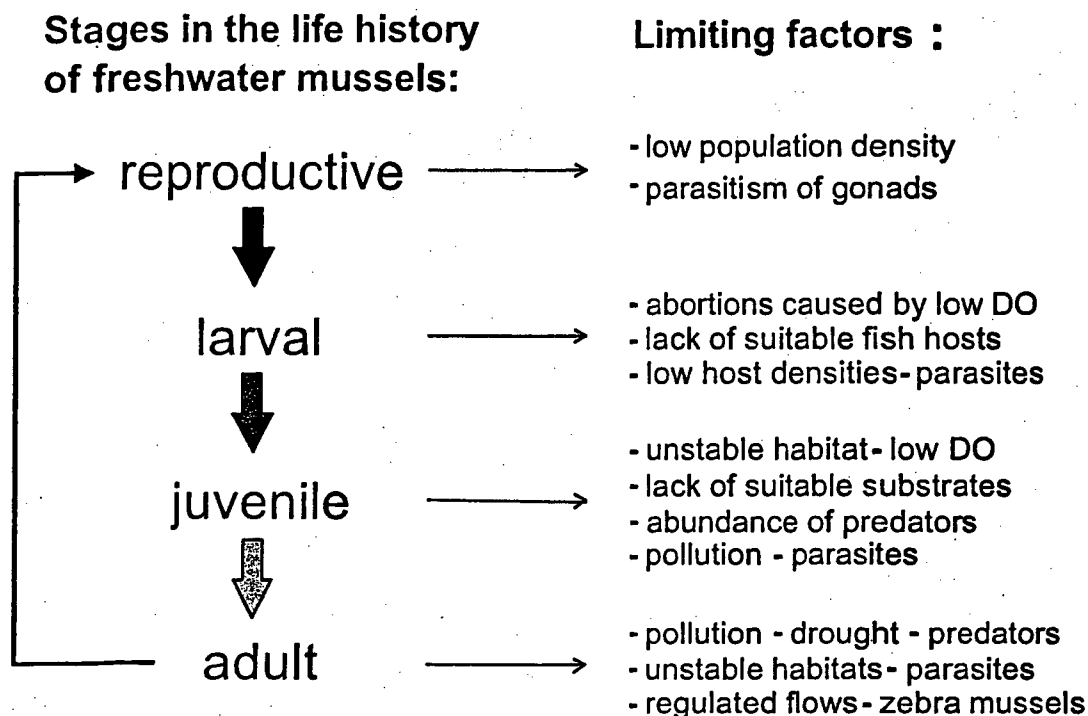 Stages in the life history
of freshwater mussels:
Limiting factors :
reproductive
- low population density
- parasitism of gonads
larval
- abortions caused by low DO
- lack of suitable fish hosts
- low host densities- parasites
juvenile
- unstable habitat- low DO
- lack of suitable substrates
- abundance of predators
- pollution - parasites
adult
- pollution - drought - predators
- unstable habitats- parasites
- regulated flows- zebra mussels